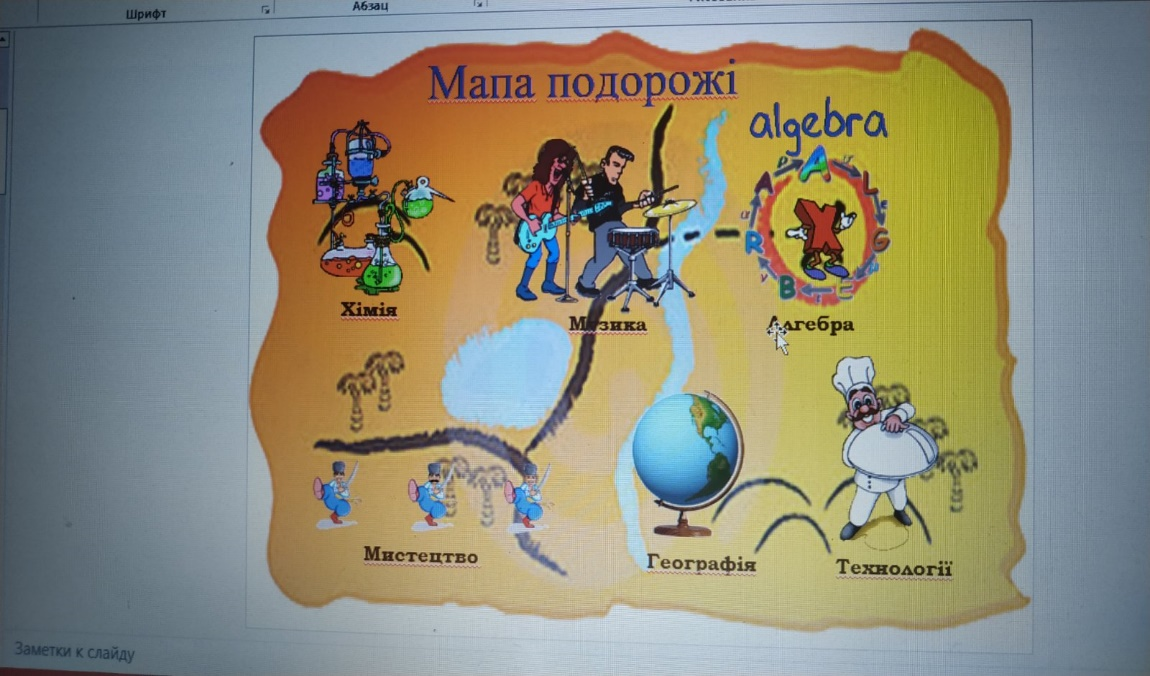 Шрифт
Абзац
Мапа подорожі
algebra
A L G E B R A
Хімія
Музика
Алгебра
Мистецтво
Географія
Технології
Заметки к слайду